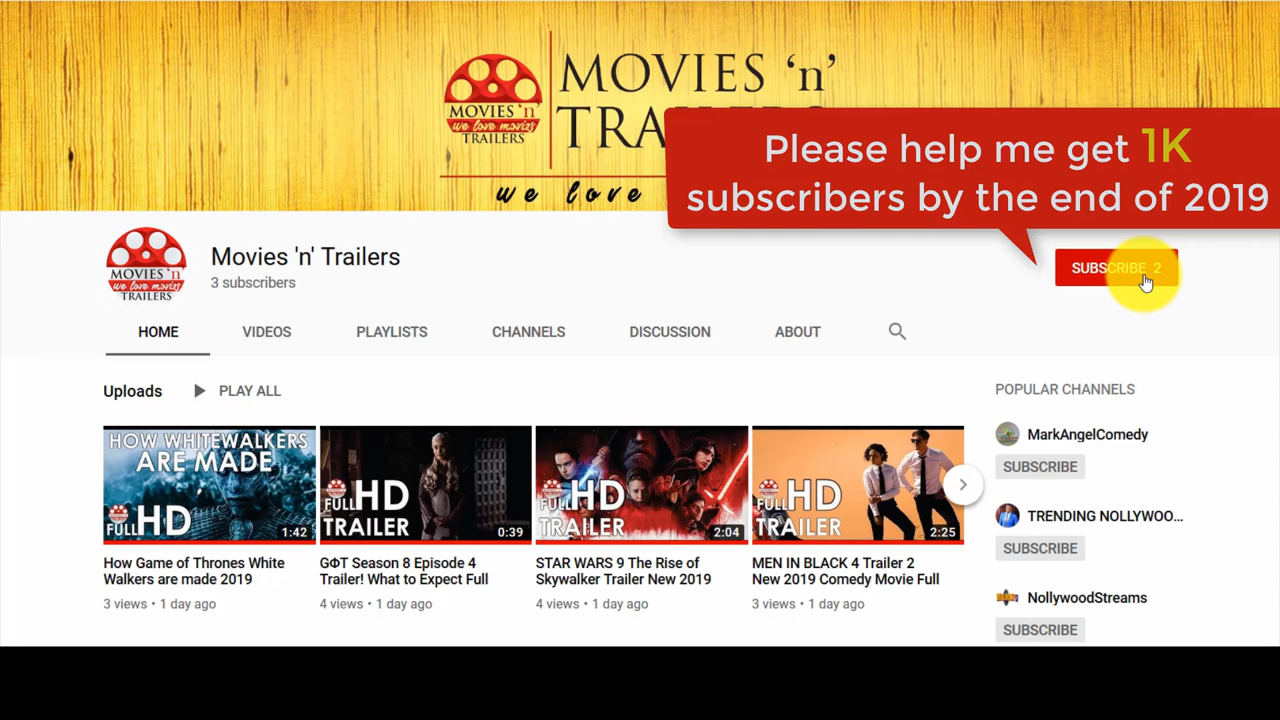 MOVIES 'n'
TRAILERS
we love movies
MOVIES 'n'
we love
Please help me get 1K
subscribers by the end of 2019
MOVIES 'n'
we love movies
TRAILERS
Movies 'n' Trailers
3 subscribers
SUBSCRIBE 2
HOME
VIDEOS
PLAYLISTS
CHANNELS
DISCUSSION
ABOUT
Uploads
PLAY ALL
HOW WHITEWALKERS
ARE MADE
FULL HD
1:42
How Game of Thrones White
Walkers are made 2019
3 views • 1 day ago
FULL HD
TRAILER
0:39
GФT Season 8 Episode 4
Trailer! What to Expect Full
4 views • 1 day ago
FULL HD
TRAILER
2:04
STAR WARS 9 The Rise of
Skywalker Trailer New 2019
4 views • 1 day ago
FULL HD
TRAILER
2:25
MEN IN BLACK 4 Trailer 2
New 2019 Comedy Movie Full
3 views • 1 day ago
POPULAR CHANNELS
MarkAngelComedy
SUBSCRIBE
TRENDING NOLLYWOO...
SUBSCRIBE
NollywoodStreams
SUBSCRIBE